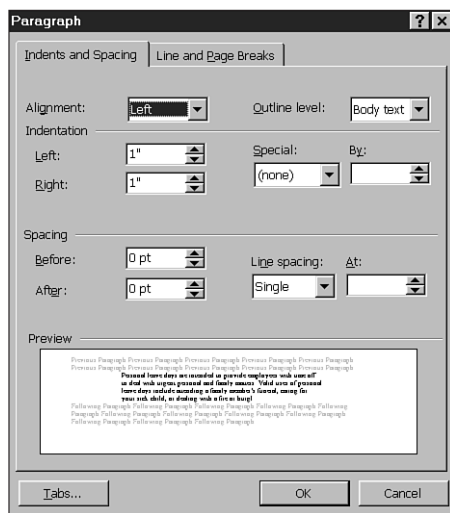 Paragraph
Indents and Spacing Line and Page Breaks
Alignment: Left Outline level: Body text
Indentation
Left: 1" Special: By:
Right: 1" (none)
Spacing
Before: 0 pt Line spacing: At:
After: 0 pt Single
Preview
Previous Paragraph Previous Paragraph Previous Paragraph Previous Paragraph Previous Paragraph
Previous Paragraph Previous Paragraph Previous Paragraph Previous Paragraph Previous Paragraph
Personal leave days are intended to provide employees with time off
to deal with urgent personal and family matters. Valid uses of personal
leave days include attending a family member's funeral, caring for
your sick child, or dealing with a fire or burgl
Following Paragraph Following Paragraph Following Paragraph Following Paragraph Following
Paragraph Following Paragraph Following Paragraph Following Paragraph Following
Following Paragraph Following Paragraph Following Paragraph
Tabs... OK Cancel